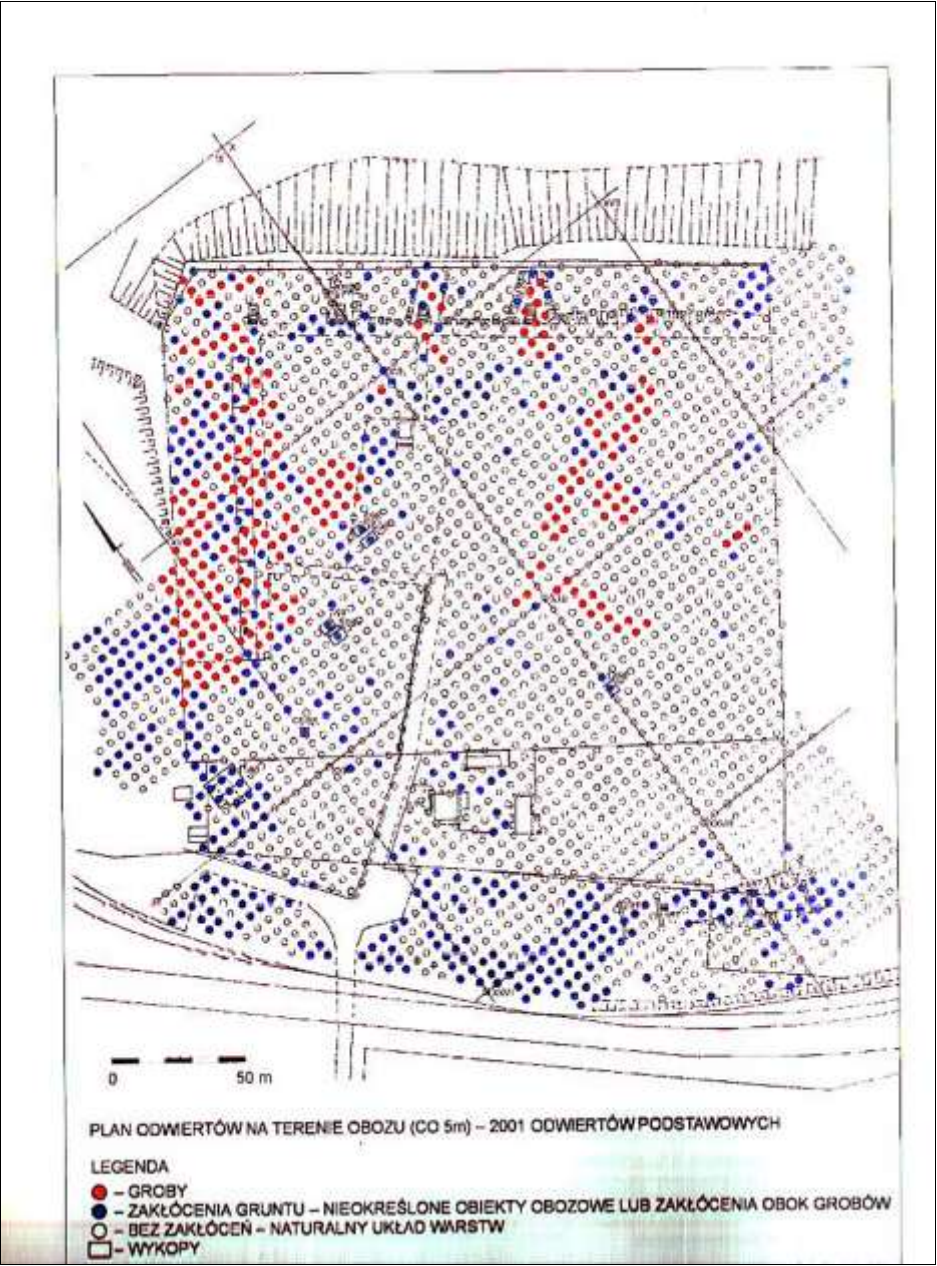 0
50 m
PLAN ODWIERTÓW NA TERENIE OBOZU (CO 5m) – 2001 ODWIERTÓW PODSTAWOWYCH
LEGENDA
– GROBY
– ZAKŁÓCENIA GRUNTU – NIEOKREŚLONE OBIEKTY OBOZOWE LUB ZAKŁÓCENIA OBOK GROBÓW
– BEZ ZAKŁÓCEŃ – NATURALNY UKŁAD WARSTW
– WYKOPY